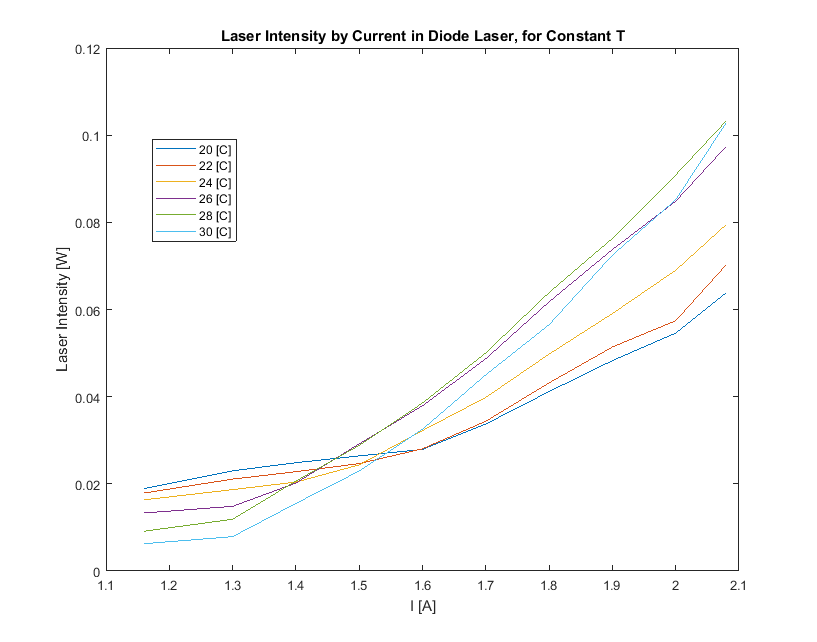 Laser Intensity by Current in Diode Laser, for Constant T
0.12
0.1
0.08
0.06
0.04
0.02
0
Laser Intensity [W]
20 [C]
22 [C]
24 [C]
26 [C]
28 [C]
30 [C]
1.1 1.2 1.3 1.4 1.5 1.6 1.7 1.8 1.9 2 2.1
I [A]